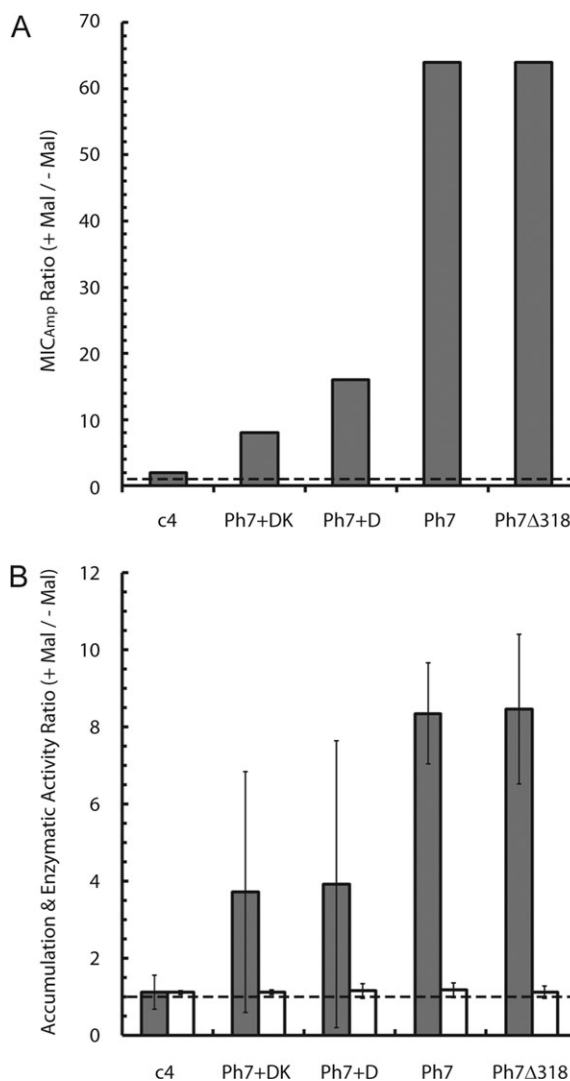 A
MICAmp Ratio (+ Mal / - Mal)
70
60
50
40
30
20
10
0
c4 Ph7+DK Ph7+D Ph7 Ph7Δ318
B
Accumulation & Enzymatic Activity Ratio (+ Mal / - Mal)
12
10
8
6
4
2
0
c4 Ph7+DK Ph7+D Ph7 Ph7Δ318